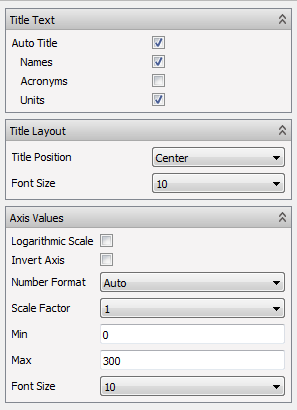 Title Text
Auto Title
Names
Acronyms
Units
Title Layout
Title Position Center
Font Size 10
Axis Values
Logarithmic Scale
Invert Axis
Number Format Auto
Scale Factor 1
Min 0
Max 300
Font Size 10